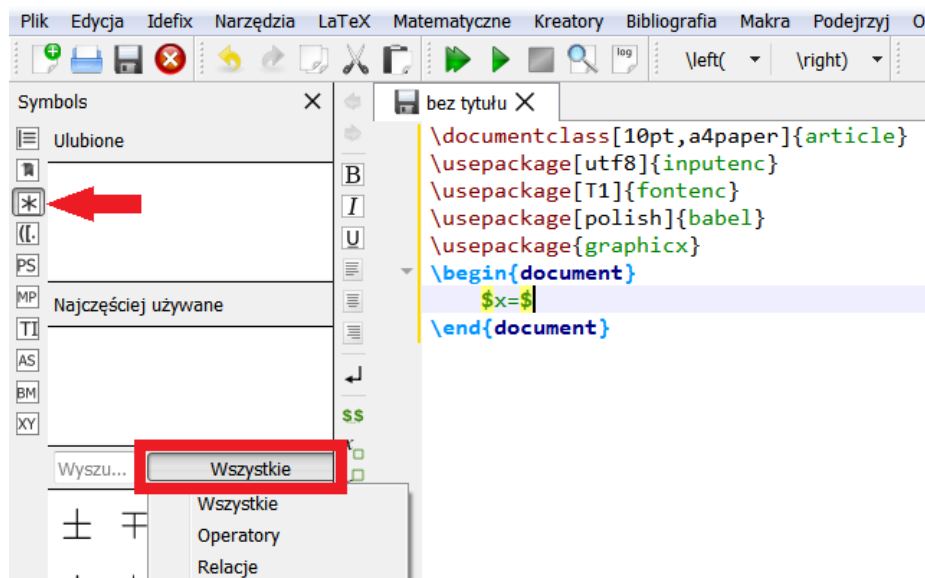 Plik Edycja Idefix Narzędzia LaTeX Matematyczne Kreatory Bibliografia Makra Podejrzyj O
log \left( \right)
Symbols
bez tytułu
Ulubione
Najczęściej używane
PS
MP
TI
AS
BM
XY
Wyszu... Wszystkie
Wszystkie
Operatory
Relacje
± ∓
B
I
U
$$
x
\documentclass[10pt,a4paper]{article}
\usepackage[utf8]{inputenc}
\usepackage[T1]{fontenc}
\usepackage[polish]{babel}
\usepackage{graphicx}
\begin{document}
$x=$
\end{document}